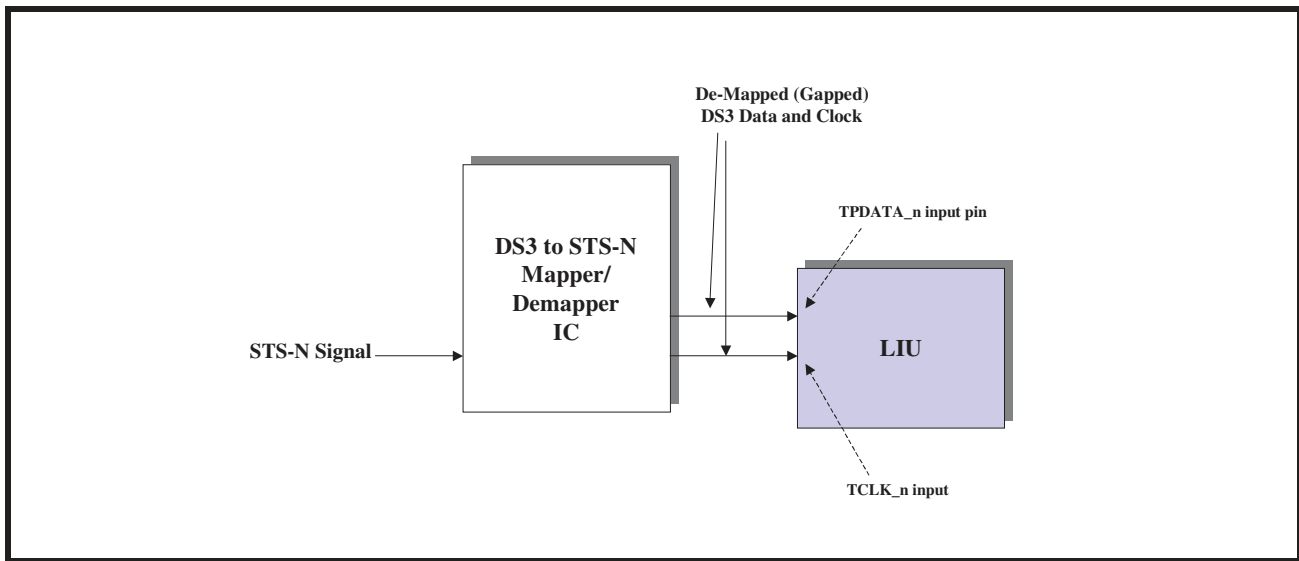 De-Mapped (Gapped)
DS3 Data and Clock
TPDATA_n input pin
DS3 to STS-N
Mapper/
Demapper
IC
STS-N Signal
LIU
TCLK_n input